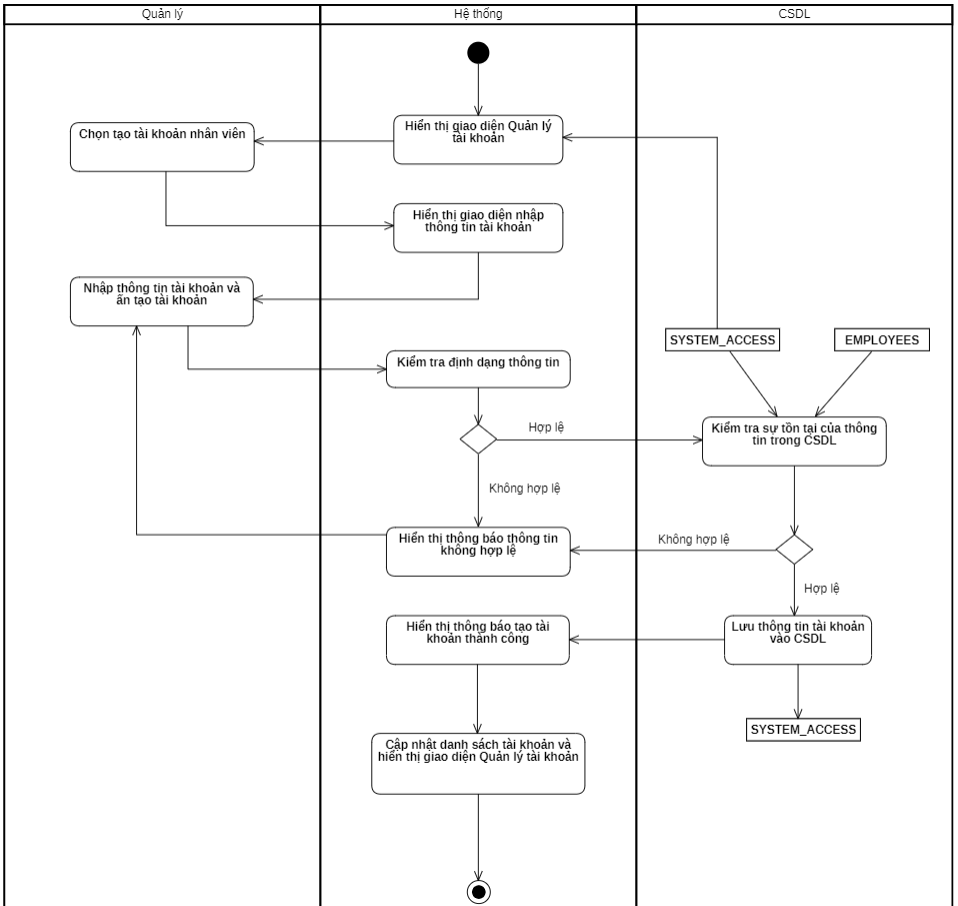 Quản lý
Hệ thống
CSDL
Hiển thị giao diện Quản lý
tài khoản
Chọn tạo tài khoản nhân viên
Hiển thị giao diện nhập
thông tin tài khoản
Nhập thông tin tài khoản và
ấn tạo tài khoản
SYSTEM_ACCESS
EMPLOYEES
Kiểm tra định dạng thông tin
Hợp lệ
Kiểm tra sự tồn tại của thông
tin trong CSDL
Không hợp lệ
Hiển thị thông báo thông tin
không hợp lệ
Không hợp lệ
Hợp lệ
Hiển thị thông báo tạo tài
khoản thành công
Lưu thông tin tài khoản
vào CSDL
SYSTEM_ACCESS
Cập nhật danh sách tài khoản và
hiển thị giao diện Quản lý tài khoản